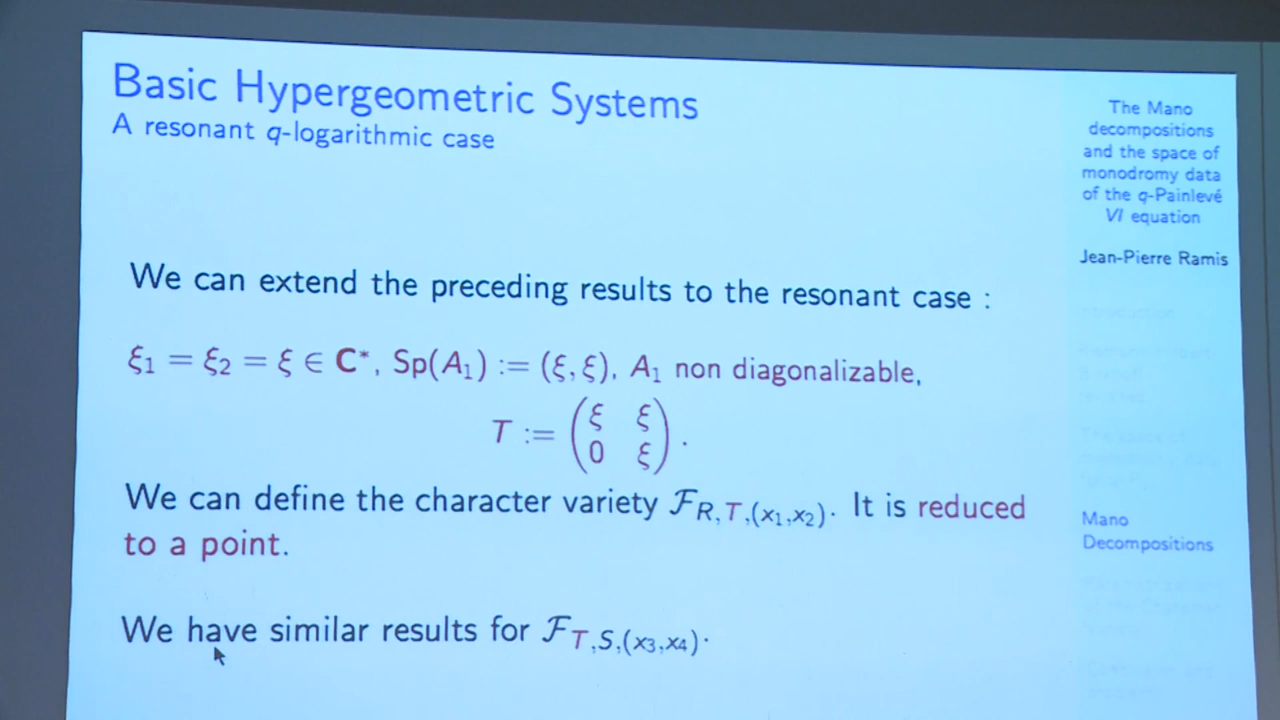 Basic Hypergeometric Systems
A resonant q-logarithmic case
We can extend the preceding results to the resonant case :
ξ₁ = ξ₂ = ξ ∈ C*, Sp(A₁) := (ξ, ξ), A₁ non diagonalizable,
T := ( ξ ξ
0 ξ ) .
We can define the character variety ℱ_{R,T,(x₁,x₂)}. It is reduced
to a point.
We have similar results for ℱ_{T,S,(x₃,x₄)}.
The Mano
decompositions
and the space of
monodromy data
of the q-Painlevé
VI equation
Jean-Pierre Ramis
Introduction
Mano
Decompositions